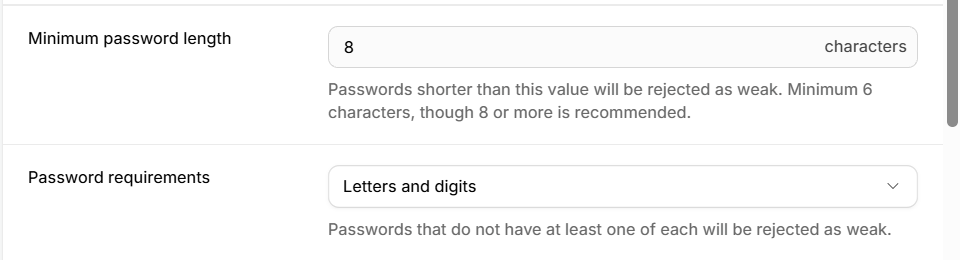 Minimum password length
8 characters
Passwords shorter than this value will be rejected as weak. Minimum 6
characters, though 8 or more is recommended.
Password requirements
Letters and digits
Passwords that do not have at least one of each will be rejected as weak.